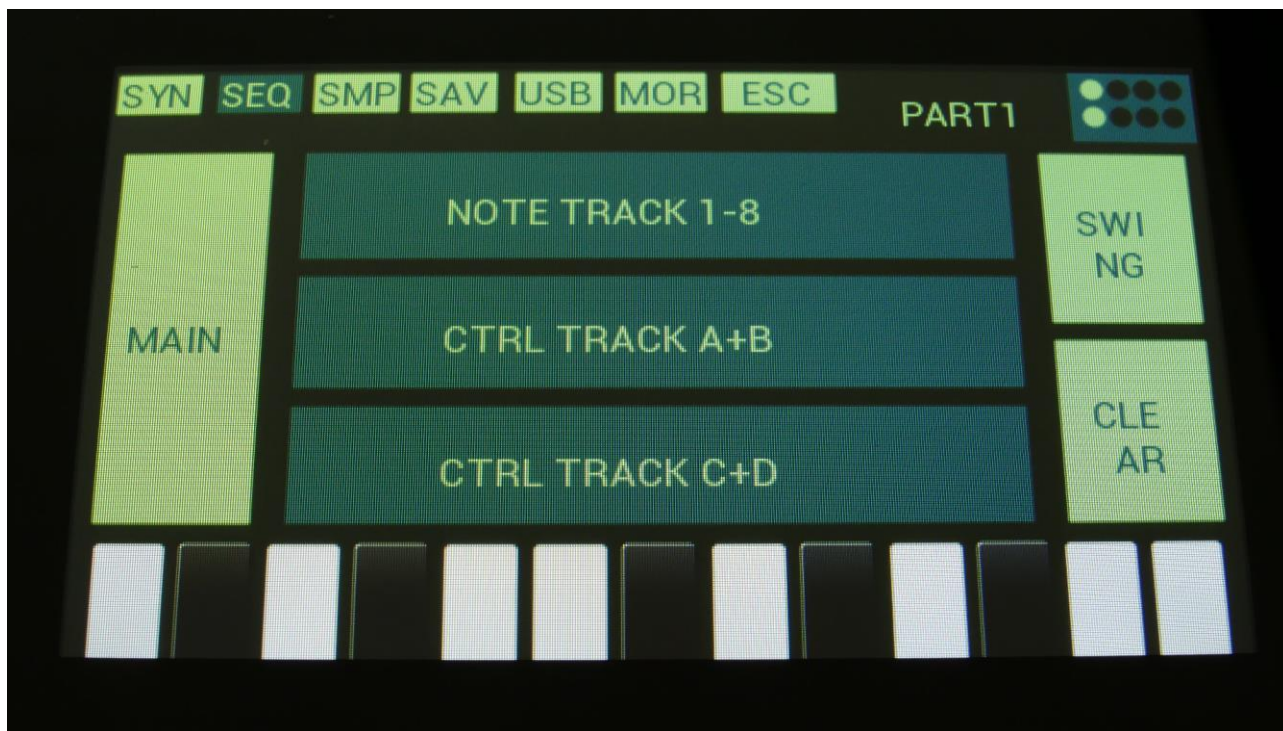 SYN SEQ SMP SAV USB MOR ESC PART1
MAIN
NOTE TRACK 1-8
CTRL TRACK A+B
CTRL TRACK C+D
SWI
NG
CLE
AR